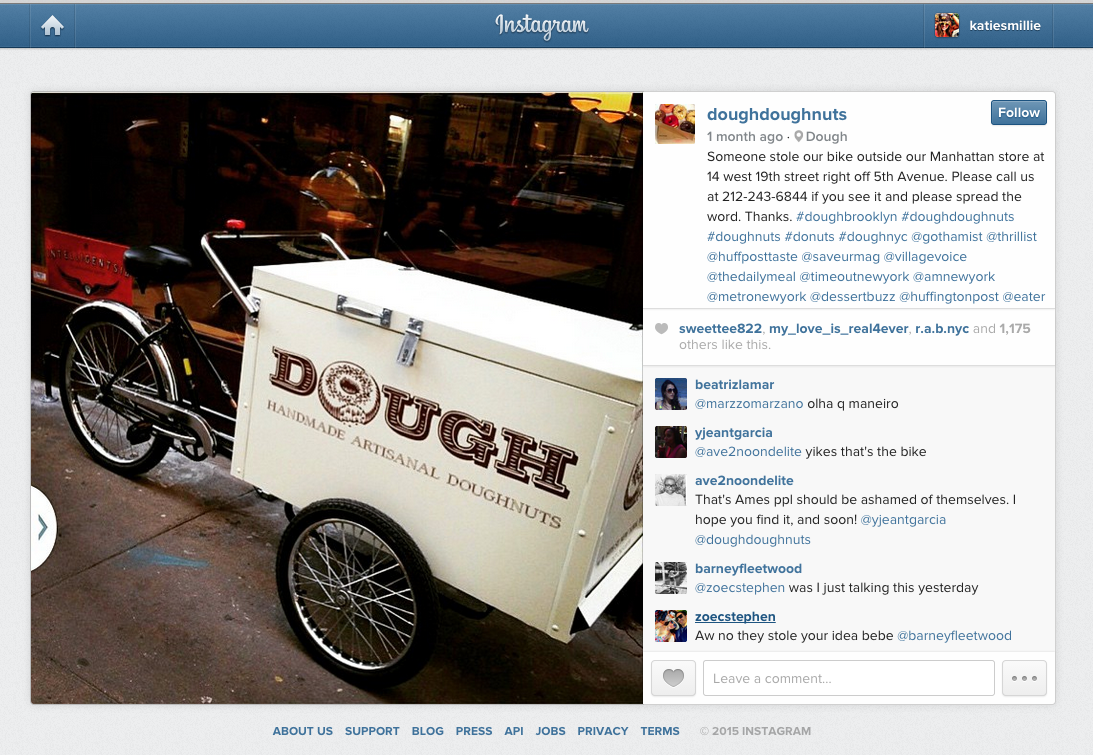 Instagram
katiesmillie
INTELLIGENTSIA
DOUGH
HANDMADE ARTISANAL DOUGHNUTS
doughdoughnuts
Follow
1 month ago · Dough
Someone stole our bike outside our Manhattan store at
14 west 19th street right off 5th Avenue. Please call us
at 212-243-6844 if you see it and please spread the
word. Thanks. #doughbrooklyn #doughdoughnuts
#doughnuts #donuts #doughnyc @gothamist @thrillist
@huffposttaste @saveurmag @villagevoice
@thedailymeal @timeoutnewyork @amnewyork
@metronewyork @dessertbuzz @huffingtonpost @eater
sweettee822, my_love_is_real4ever, r.a.b.nyc and 1,175
others like this.
beatrizlamar
@marzzomarzano olha q maneiro
yjeantgarcia
@ave2noondelite yikes that's the bike
ave2noondelite
That's Ames ppl should be ashamed of themselves. I
hope you find it, and soon! @yjeantgarcia
@doughdoughnuts
barneyfleetwood
@zoecstephen was I just talking this yesterday
zoecstephen
Aw no they stole your idea bebe @barneyfleetwood
Leave a comment...
ABOUT US SUPPORT BLOG PRESS API JOBS PRIVACY TERMS © 2015 INSTAGRAM